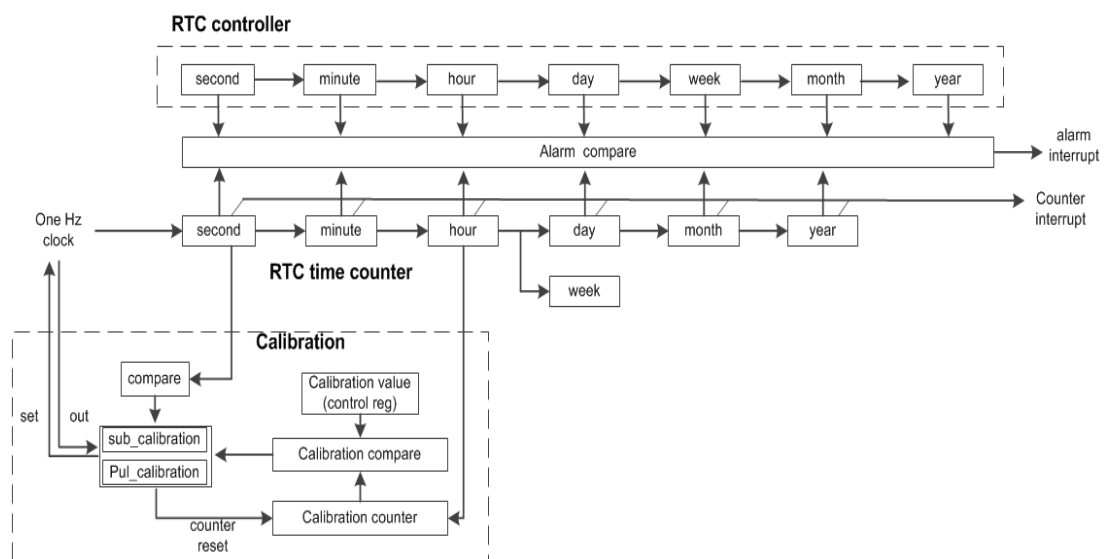 RTC controller
second minute hour day week month year
Alarm compare
alarm
interrupt
One Hz
clock
second minute hour day month year
Counter
interrupt
RTC time counter
week
Calibration
compare
Calibration value
(control reg)
set
out
sub_calibration
Calibration compare
Pul_calibration
Calibration counter
counter
reset